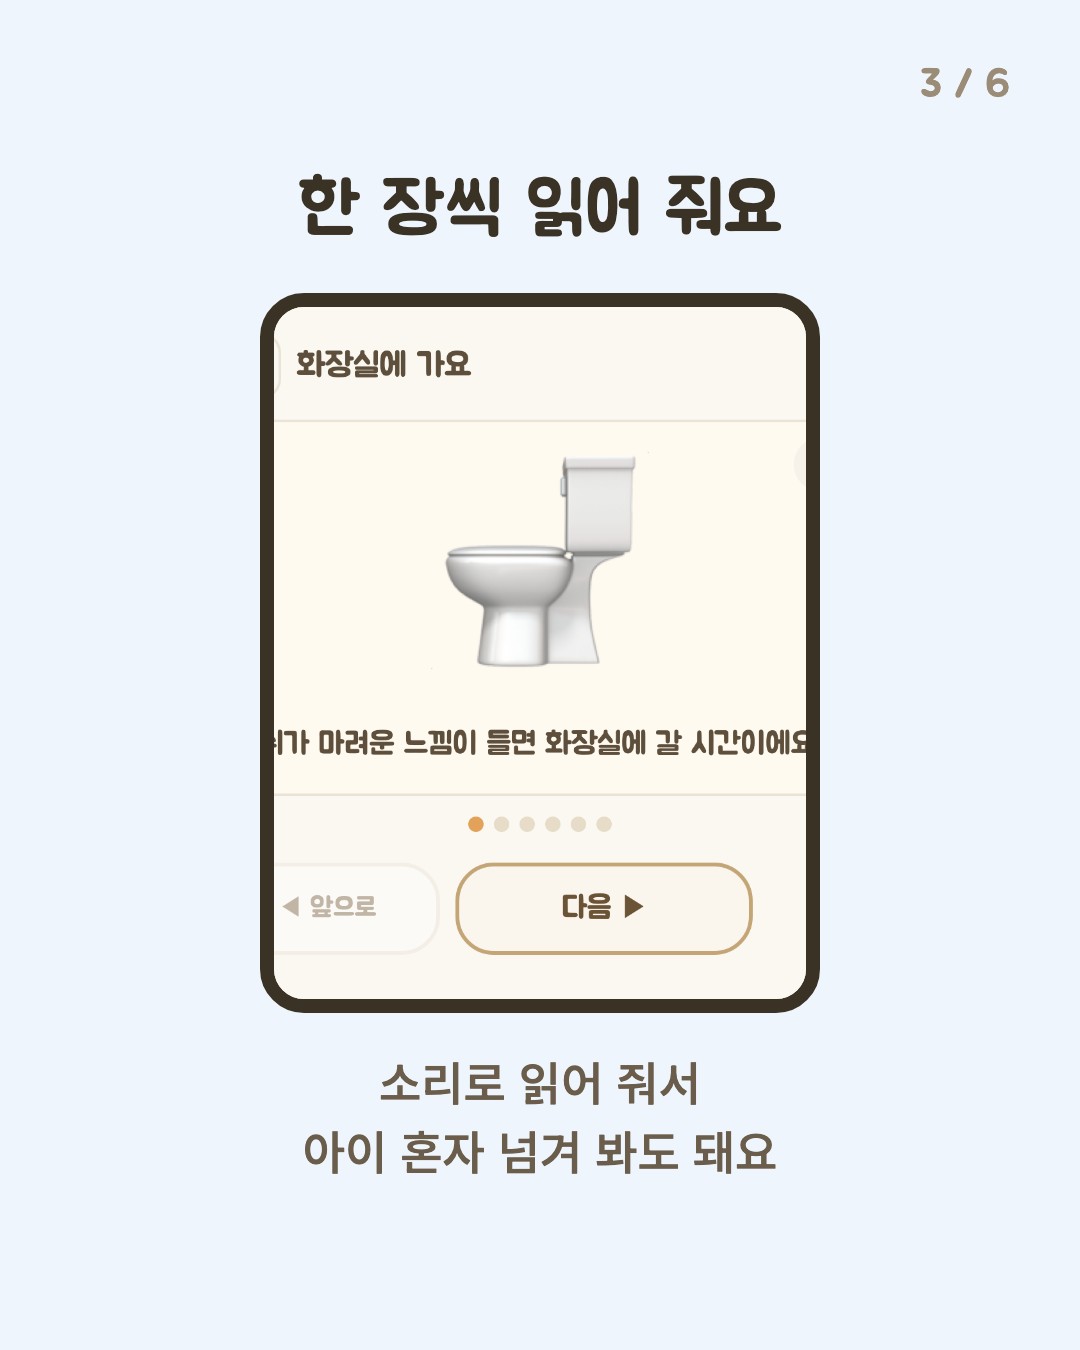 3 / 6
한 장씩 읽어 줘요
화장실에 가요
마려운 느낌이 들면 화장실에 갈 시간이에요
◀ 앞으로
다음 ▶
소리로 읽어 줘서
아이 혼자 넘겨 봐도 돼요